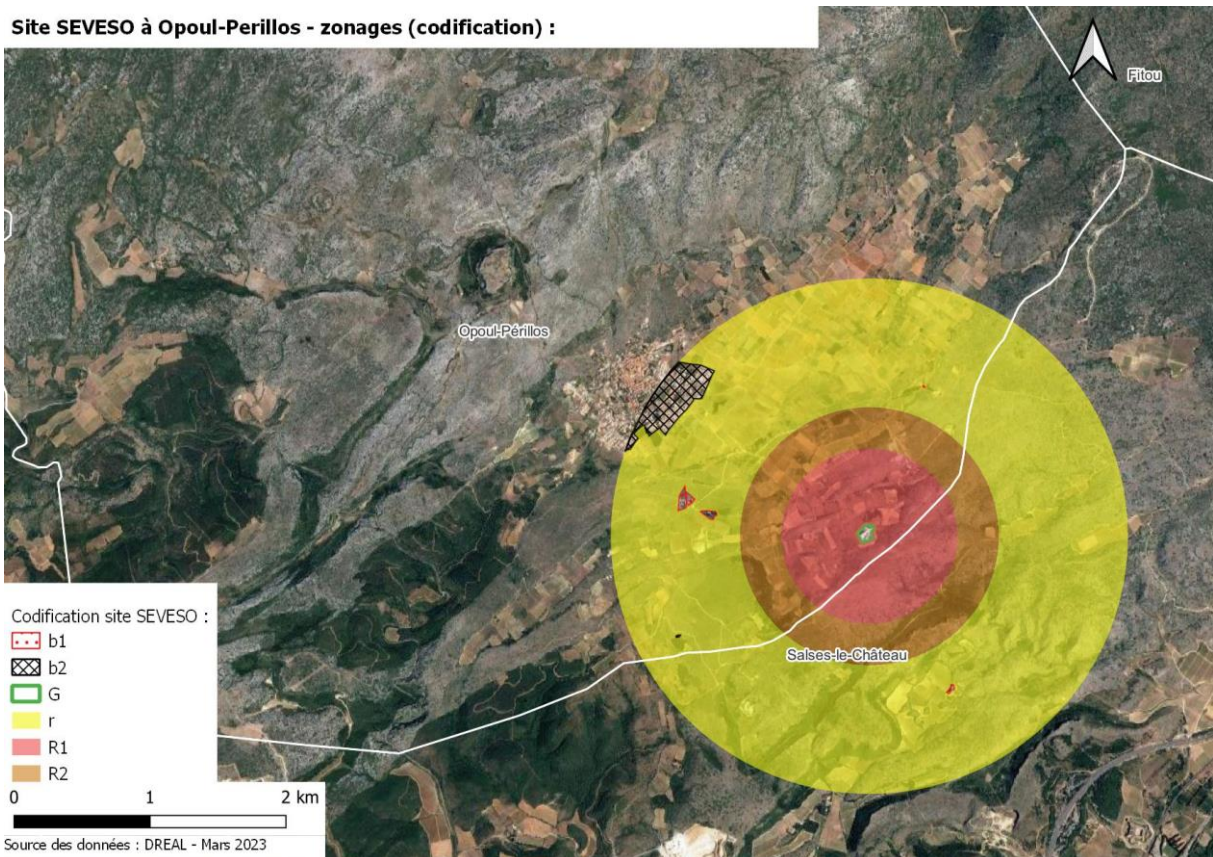 Site SEVESO à Opoul-Perillos - zonages (codification) :
Fitou
Opoul-Périllos
Salses-le-Château
Codification site SEVESO :
b1
b2
G
r
R1
R2
0 1 2 km
Source des données : DREAL - Mars 2023